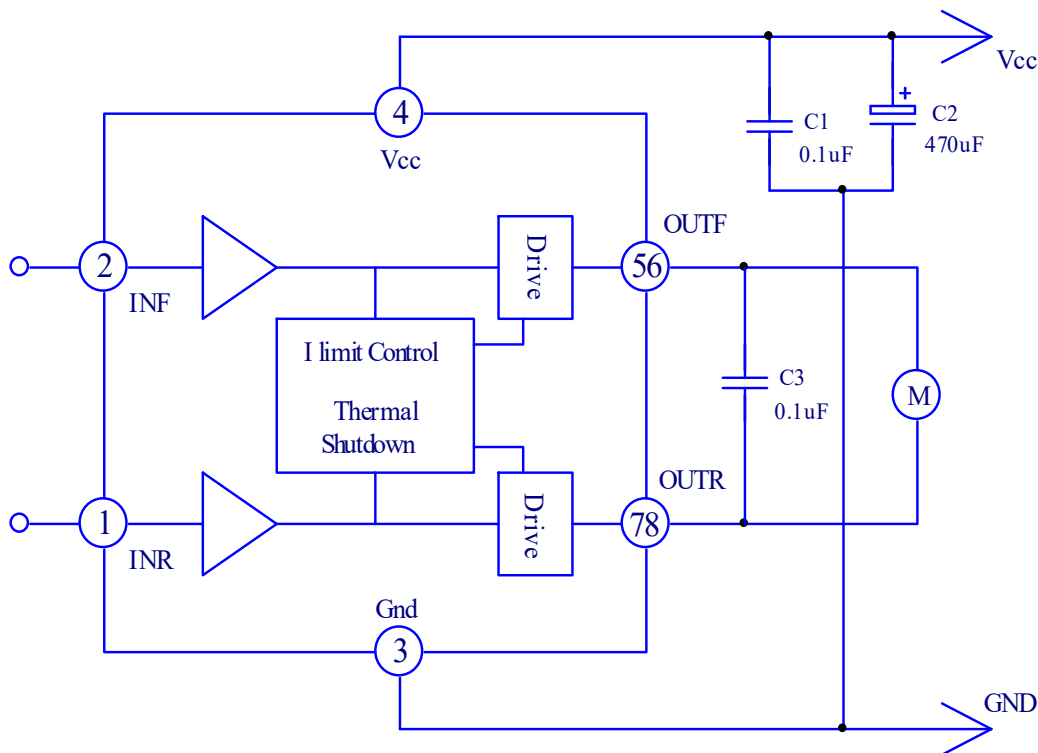 Vcc
4
Vcc
+
C1
0.1uF
C2
470uF
OUTF
Drive
2
INF
56
I limit Control
Thermal
Shutdown
C3
0.1uF
M
OUTR
Drive
1
INR
78
Gnd
3
GND